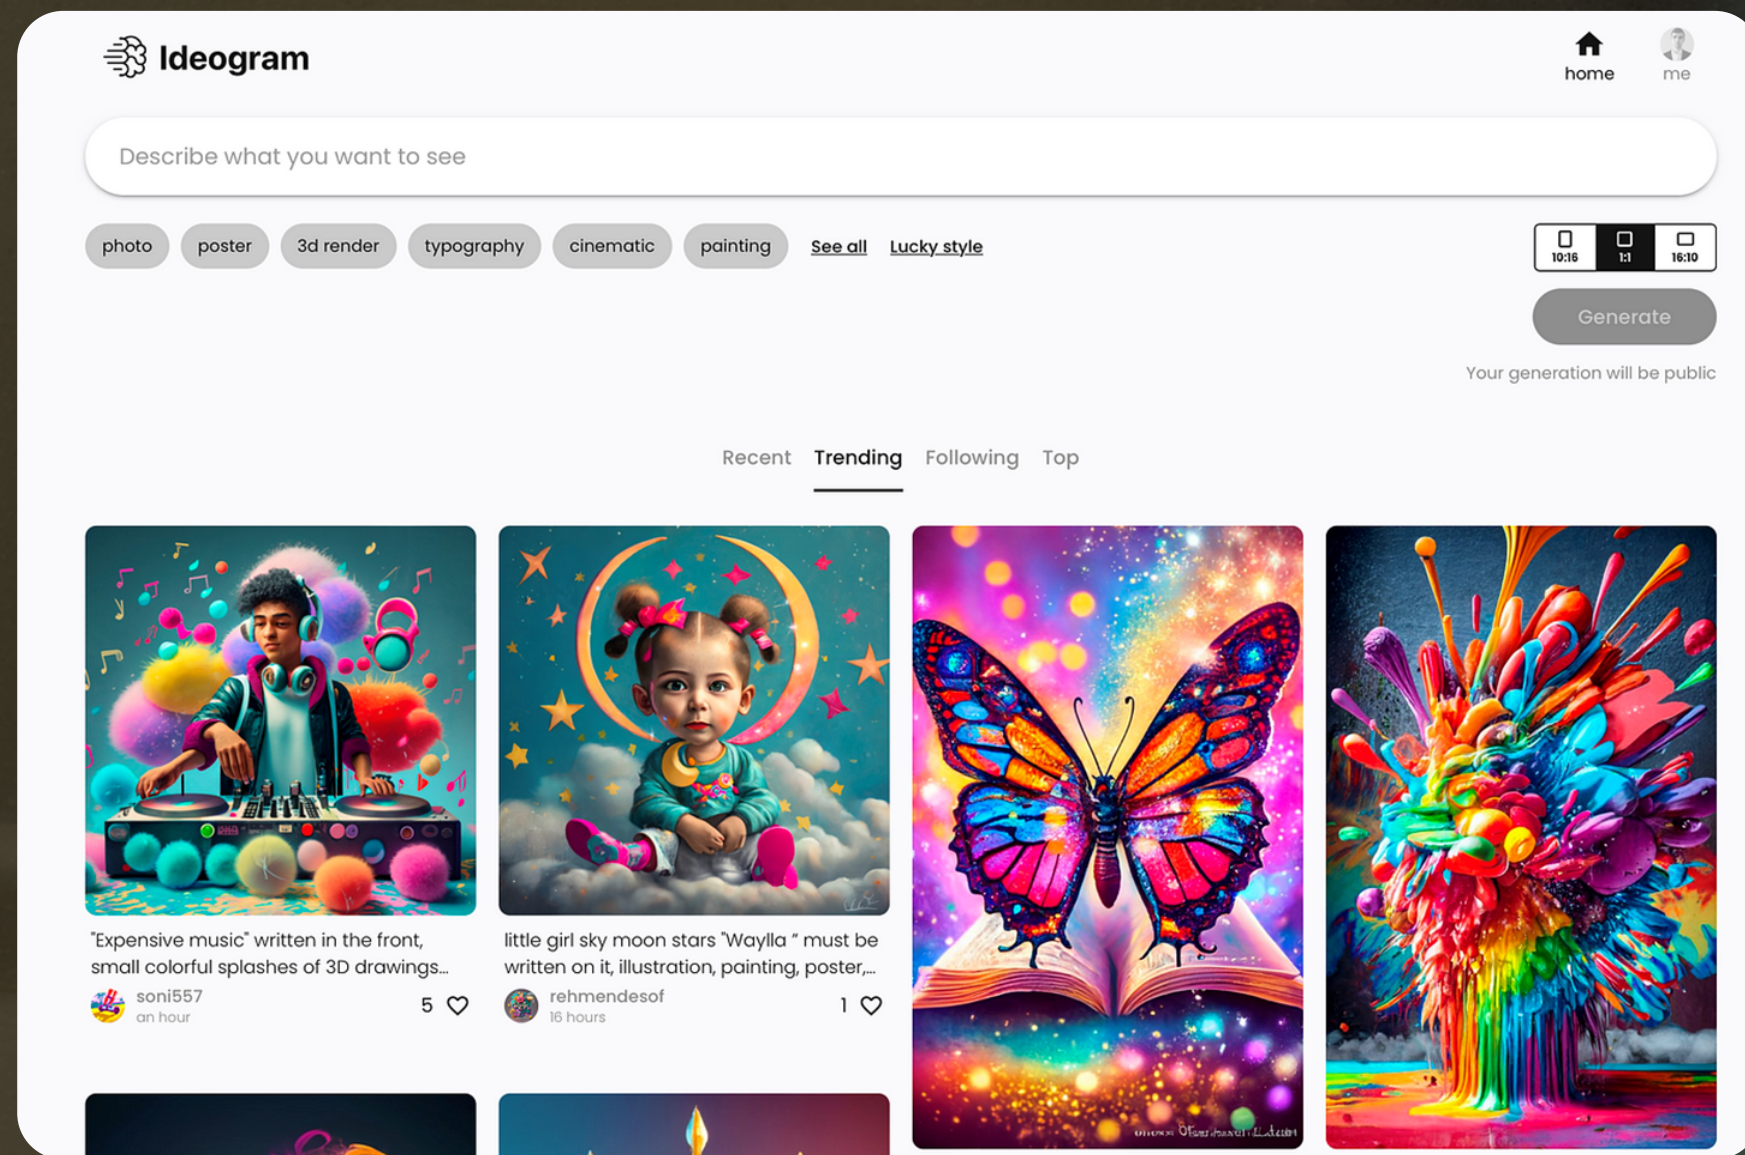 Ideogram
home
me
Describe what you want to see
photo
poster
3d render
typography
cinematic
painting
See all
Lucky style
10:16
1:1
16:10
Generate
Your generation will be public
Recent
Trending
Following
Top
"Expensive music" written in the front,
small colorful splashes of 3D drawings...
soni557
an hour
5
little girl sky moon stars "Waylla " must be
written on it, illustration, painting, poster,...
rehmendesof
16 hours
1